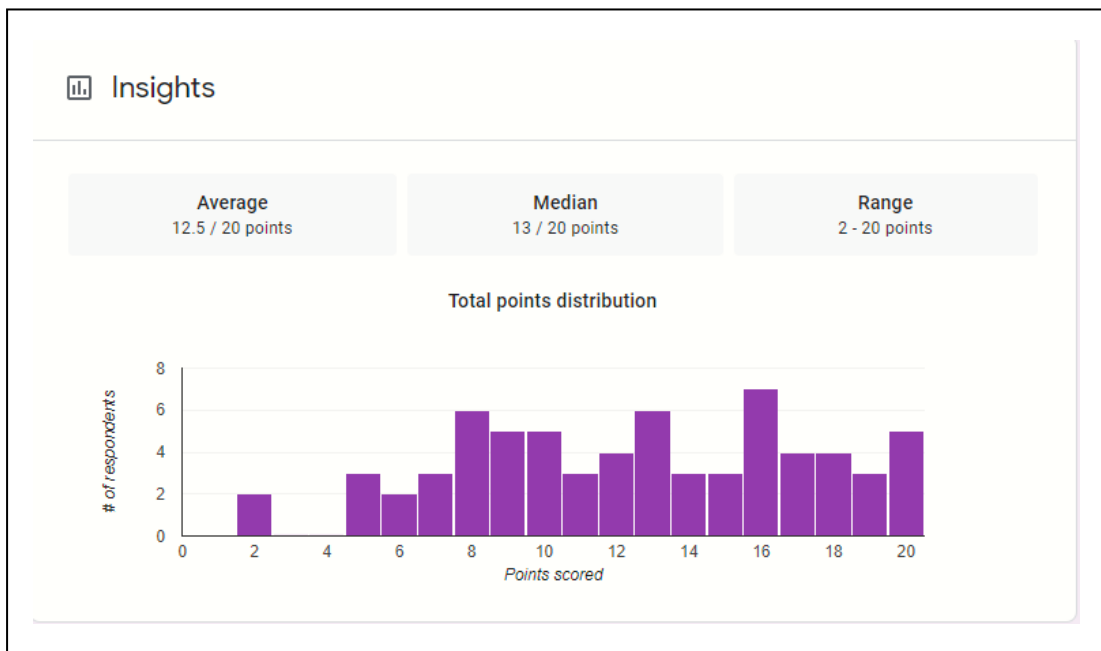 Insights
Average
12.5 / 20 points
Median
13 / 20 points
Range
2 - 20 points
Total points distribution
# of respondents
8
6
4
2
0
0 2 4 6 8 10 12 14 16 18 20
Points scored